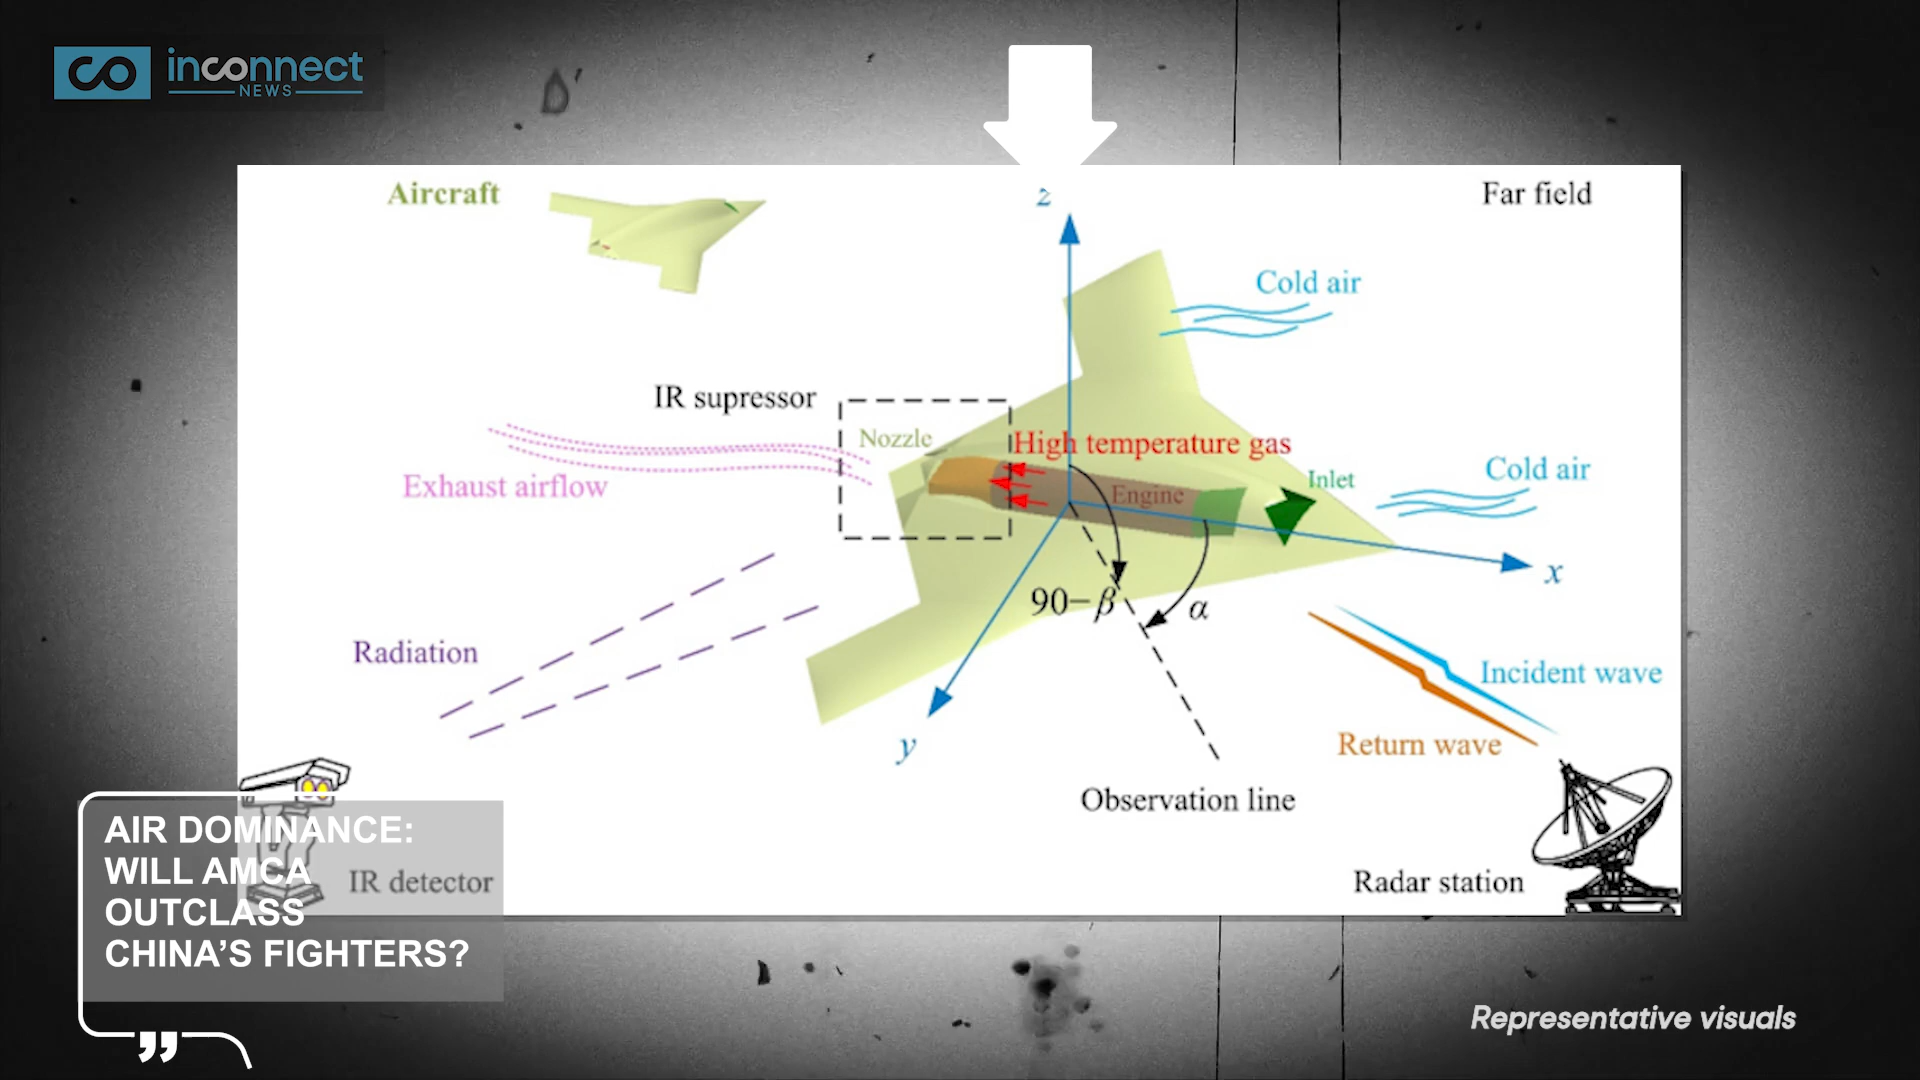 inconnect
NEWS
Aircraft
z
Far field
Cold air
IR supressor
Nozzle
High temperature gas
Cold air
Exhaust airflow
Engine
Inlet
x
90−β
α
Radiation
Incident wave
Return wave
y
Observation line
IR detector
Radar station
AIR DOMINANCE:
WILL AMCA
OUTCLASS
CHINA'S FIGHTERS?
Representative visuals